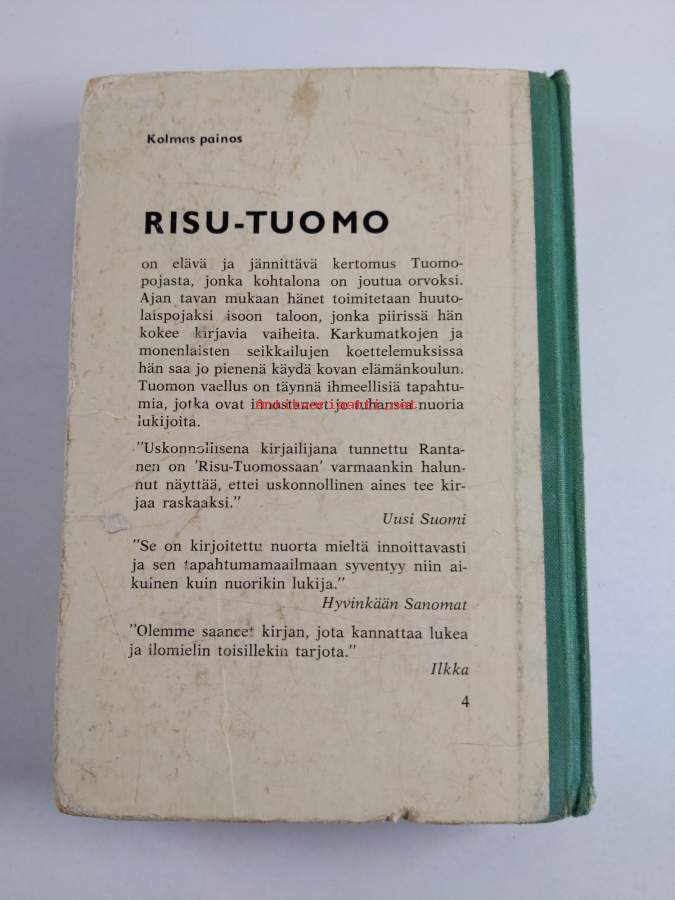 Kolmas painos
RISU-TUOMO
on elävä ja jännittävä kertomus Tuomo-
pojasta, jonka kohtalona on joutua orvoksi.
Ajan tavan mukaan hänet toimitetaan huuto-
laispojaksi isoon taloon, jonka piirissä hän
kokee kirjavia vaiheita. Karkumatkojen ja
monenlaisten seikkailujen koettelemuksissa
hän saa jo pienenä käydä kovan elämänkoulun.
Tuomon vaellus on täynnä ihmeellisiä tapahtu-
mia, jotka ovat innostaneet jo tuhansia nuoria
lukijoita.
"Uskonnollisena kirjailijana tunnettu Ranta-
nen on 'Risu-Tuomossaan' varmaankin halun-
nut näyttää, ettei uskonnollinen aines tee kir-
jaa raskaaksi."
Uusi Suomi
"Se on kirjoitettu nuorta mieltä innoittavasti
ja sen tapahtumamaailmaan syventyy niin ai-
kuinen kuin nuorikin lukija."
Hyvinkään Sanomat
"Olemme saaneet kirjan, jota kannattaa lukea
ja ilomielin toisillekin tarjota."
Ilkka
4